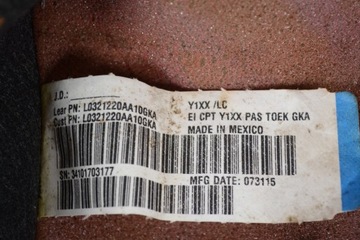 J.D.:
Lear PN: L0321220AA10GKA
Cust PN: L0321220AA10GKA
Y1XX /LC
EI CPT Y1XX PAS TOEK GKA
MADE IN MEXICO
SN: 34101703177
MFG DATE: 073115